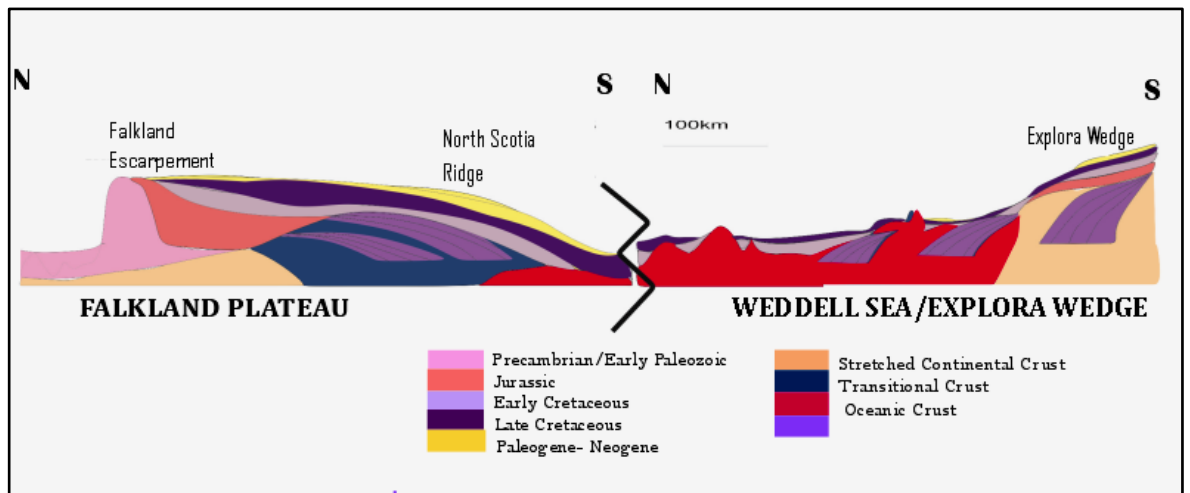 N
S
N
S
Falkland
Escarpement
North Scotia
Ridge
100km
Explora Wedge
FALKLAND PLATEAU
WEDDELL SEA/EXPLORA WEDGE
Precambrian/Early Paleozoic
Jurassic
Early Cretaceous
Late Cretaceous
Paleogene- Neogene
Stretched Continental Crust
Transitional Crust
Oceanic Crust